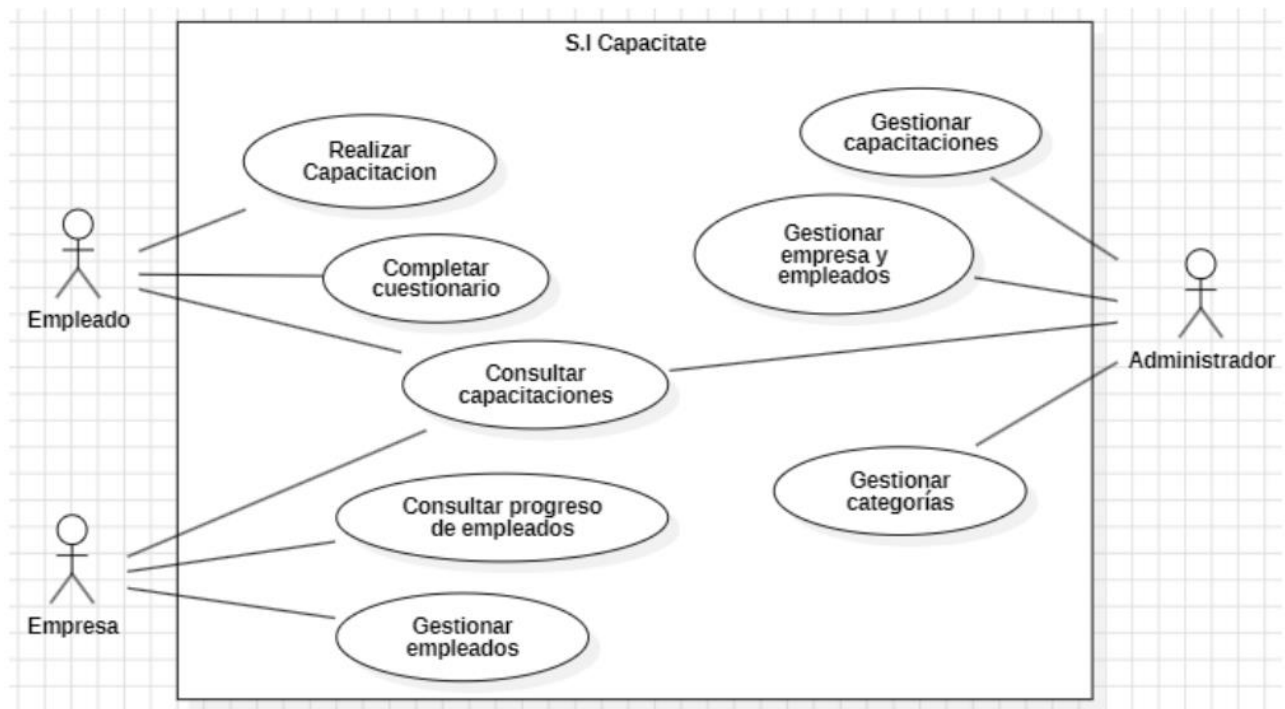 S.I Capacitate
Realizar
Capacitacion
Completar
cuestionario
Consultar
capacitaciones
Consultar progreso
de empleados
Gestionar
empleados
Gestionar
capacitaciones
Gestionar
empresa y
empleados
Gestionar
categorías
Empleado
Empresa
Administrador